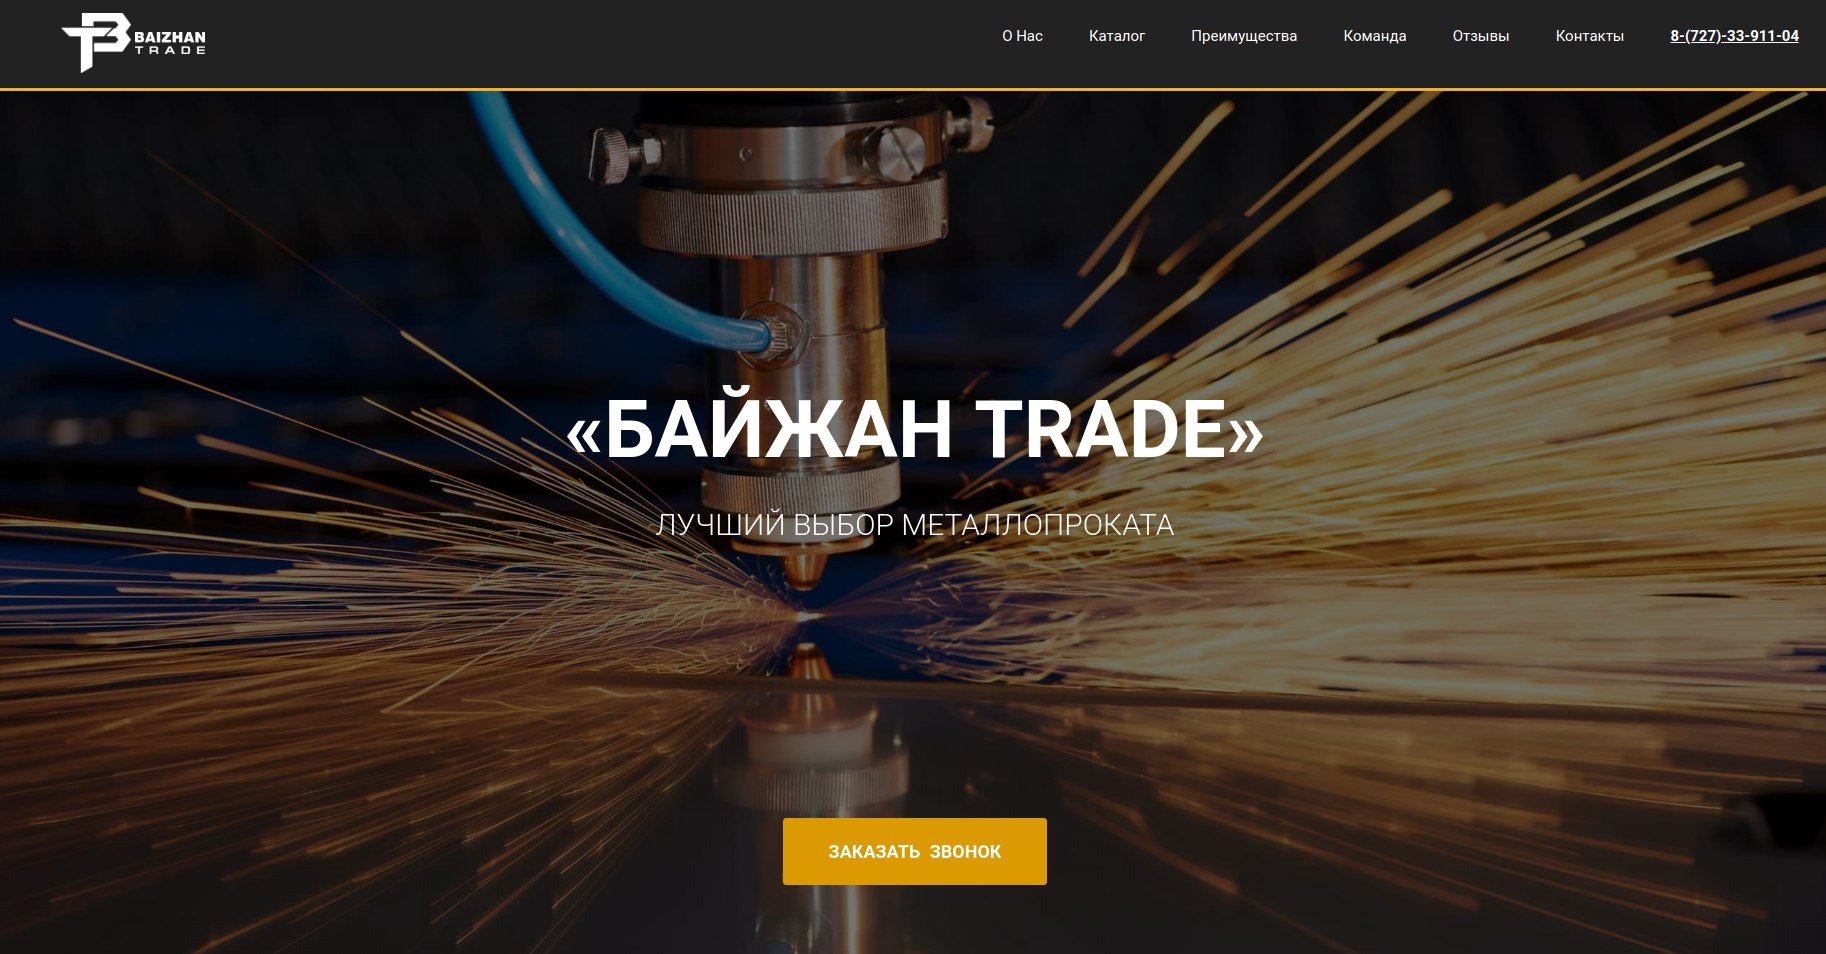 BAIZHAN
TRADE
О Нас
Каталог
Преимущества
Команда
Отзывы
Контакты
8-(727)-33-911-04
«БАЙЖАН TRADE»
ЛУЧШИЙ ВЫБОР МЕТАЛЛОПРОКАТА
ЗАКАЗАТЬ ЗВОНОК